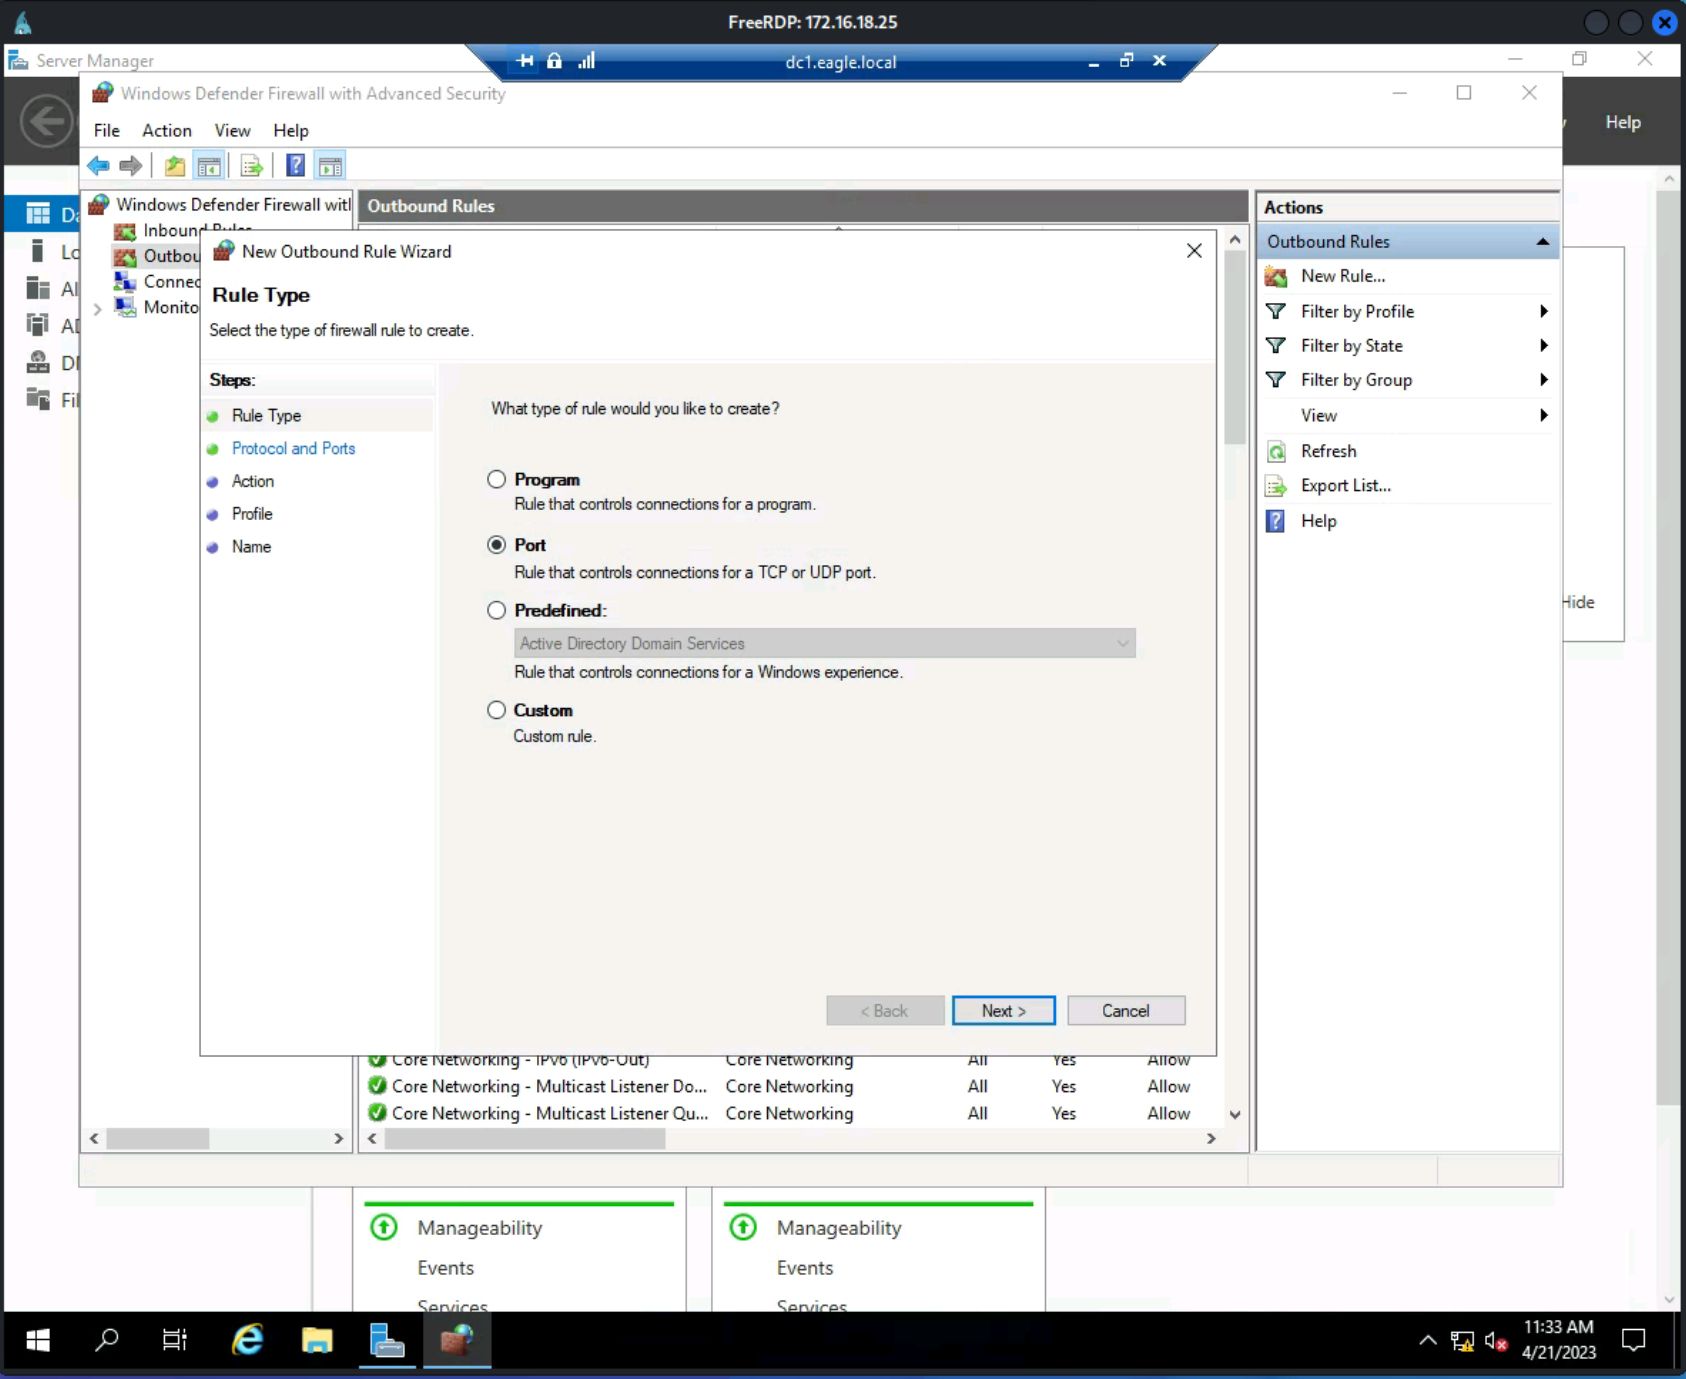 FreeRDP: 172.16.18.25
Server Manager
dc1.eagle.local
Windows Defender Firewall with Advanced Security
Help
File Action View Help
Windows Defender Firewall with
Outbound Rules
Actions
Inbound Rules
Outbou
Connec
Monito
Da
Lo
Al
AD
DN
Fil
New Outbound Rule Wizard
Rule Type
Select the type of firewall rule to create.
Steps:
Rule Type
Protocol and Ports
Action
Profile
Name
What type of rule would you like to create?
Program
Rule that controls connections for a program.
Port
Rule that controls connections for a TCP or UDP port.
Predefined:
Active Directory Domain Services
Rule that controls connections for a Windows experience.
Custom
Custom rule.
< Back Next > Cancel
Outbound Rules
New Rule...
Filter by Profile
Filter by State
Filter by Group
View
Refresh
Export List...
Help
Hide
Core Networking - IPv6 (IPv6-Out) Core Networking All Yes Allow
Core Networking - Multicast Listener Do... Core Networking All Yes Allow
Core Networking - Multicast Listener Qu... Core Networking All Yes Allow
Manageability
Events
Services
Manageability
Events
Services
11:33 AM
4/21/2023